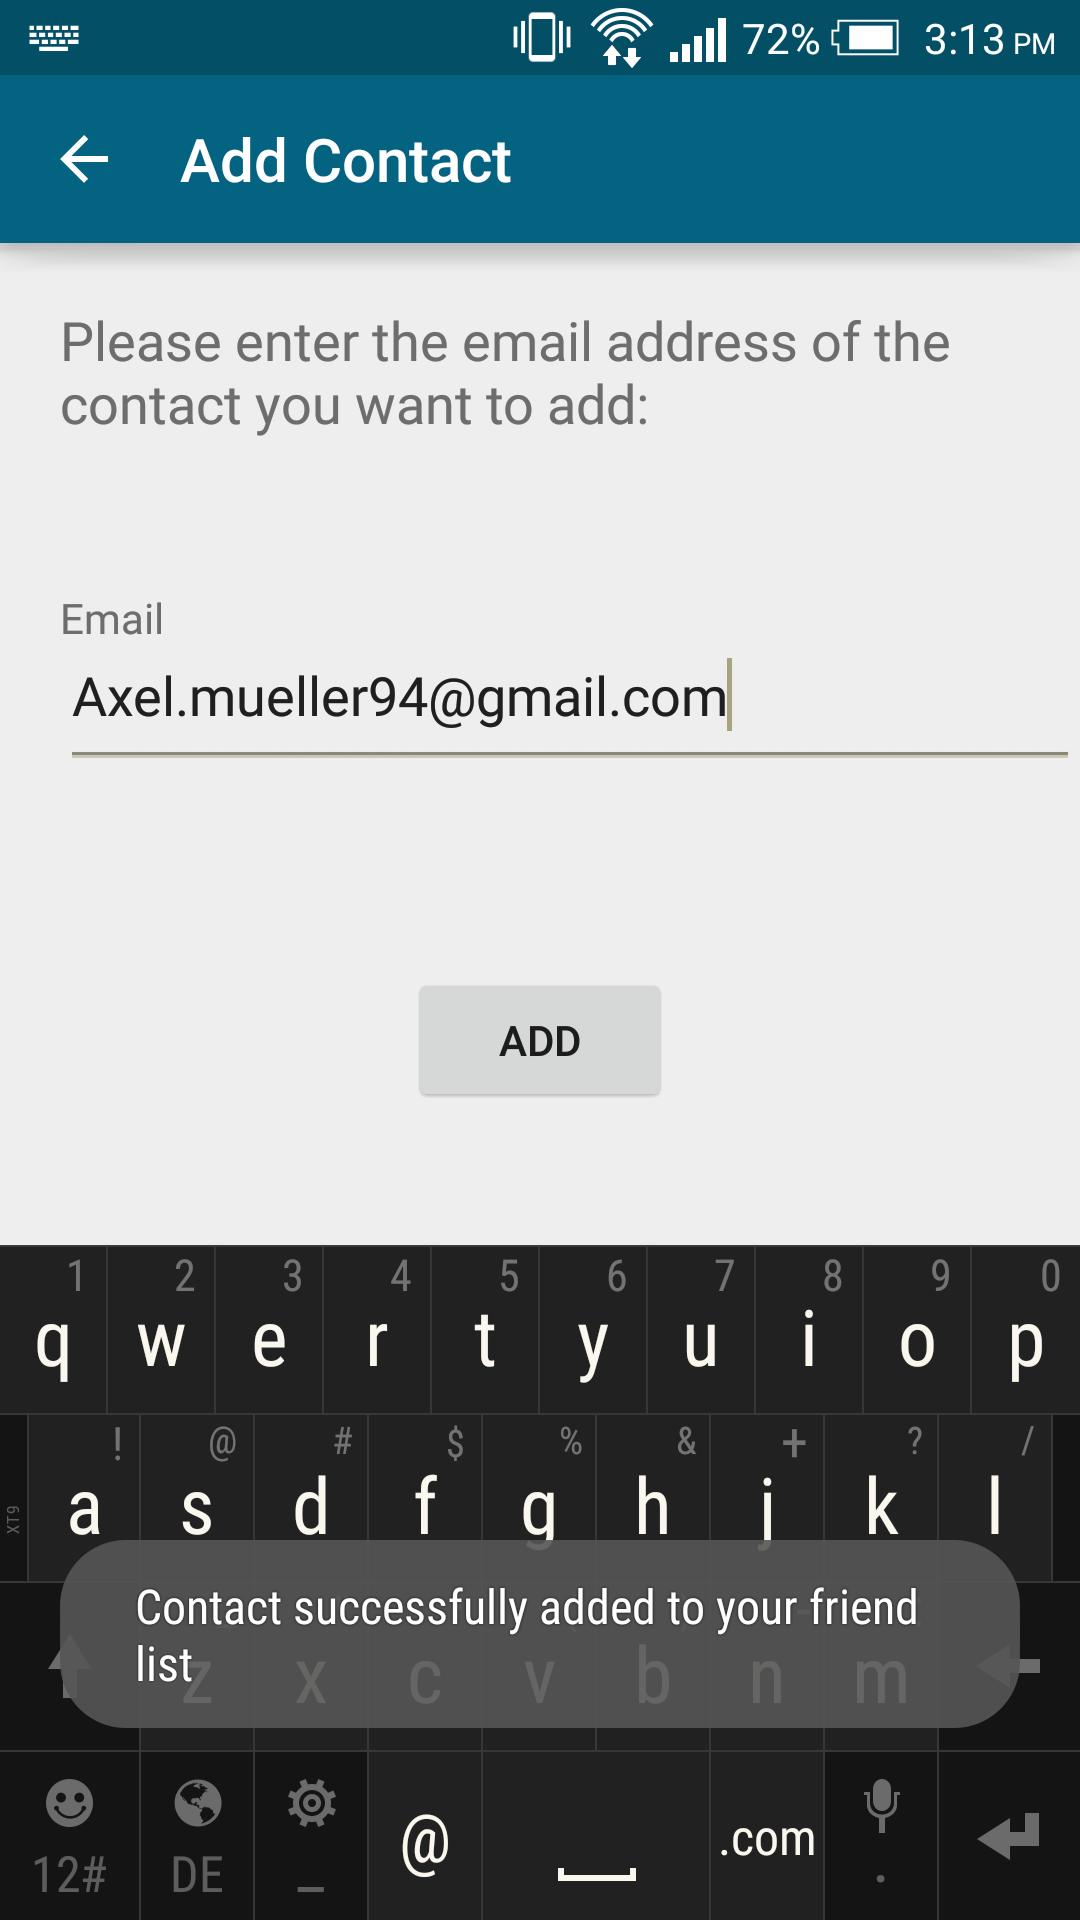 72% 3:13 PM
Add Contact
Please enter the email address of the
contact you want to add:
Email
Axel.mueller94@gmail.com
ADD
1 2 3 4 5 6 7 8 9 0
q w e r t y u i o p
! @ # $ % & + ? /
XT9 a s d f g h j k l
Contact successfully added to your friend
list
z x c v b n m
@ .com
12# DE _ .